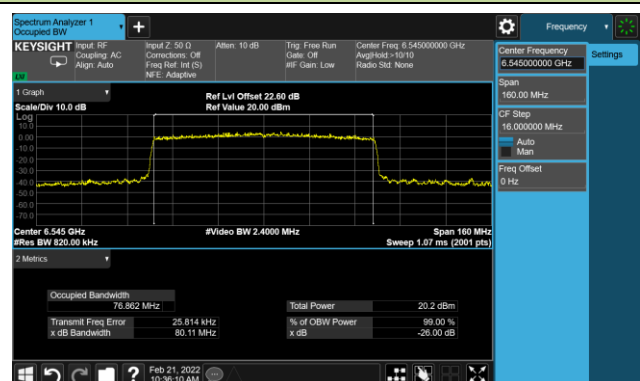 Spectrum Analyzer 1
Occupied BW
Frequency
KEYSIGHT Input: RF Input Z: 50 Ω Atten: 10 dB Trig: Free Run Center Freq: 6.545000000 GHz
Coupling: AC Corrections: Off Gate: Off Avg|Hold:>10/10
Align: Auto Freq Ref: Int (S) #IF Gain: Low Radio Std: None
NFE: Adaptive
Center Frequency
6.545000000 GHz
Settings
Span
160.00 MHz
CF Step
16.000000 MHz
Auto
Man
Freq Offset
0 Hz
1 Graph
Scale/Div 10.0 dB
Ref Lvl Offset 22.60 dB
Ref Value 20.00 dBm
Log
10.0
0.00
-10.0
-20.0
-30.0
-40.0
-50.0
-60.0
-70.0
Center 6.545 GHz #Video BW 2.4000 MHz Span 160 MHz
#Res BW 820.00 kHz Sweep 1.07 ms (2001 pts)
2 Metrics
Occupied Bandwidth
76.862 MHz Total Power 20.2 dBm
Transmit Freq Error 25.814 kHz % of OBW Power 99.00 %
x dB Bandwidth 80.11 MHz x dB -26.00 dB
Feb 21, 2022
10:36:10 AM